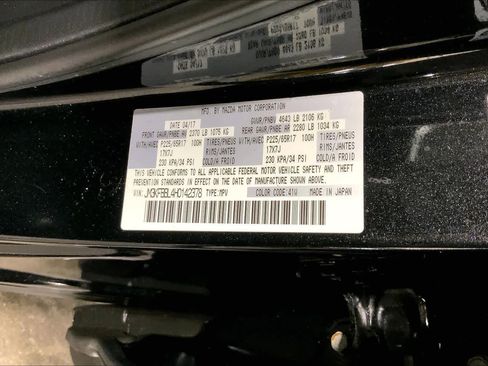 MFD. BY MAZDA MOTOR CORPORATION
DATE 04/17 GVWR/PNBV 4643 LB 2106 KG
FRONT GAWR/PNBE AV 2370 LB 1075 KG REAR GAWR/PNBE AR 2280 LB 1034 KG
WITH/AVEC P225/65R17 100H TIRES/PNEUS WITH/AVEC P225/65R17 100H TIRES/PNEUS
17X7J RIMS/JANTES 17X7J RIMS/JANTES
230 KPA/34 PSI COLD/A FROID 230 KPA/34 PSI COLD/A FROID
THIS VEHICLE CONFORMS TO ALL APPLICABLE FEDERAL MOTOR VEHICLE SAFETY, BUMPER, AND THEFT
PREVENTION STANDARDS IN EFFECT ON THE DATE OF MANUFACTURE SHOWN ABOVE.
VIN: JM3KFBBL4H0142378 TYPE:MPV COLOR CODE:41W MADE IN JAPAN